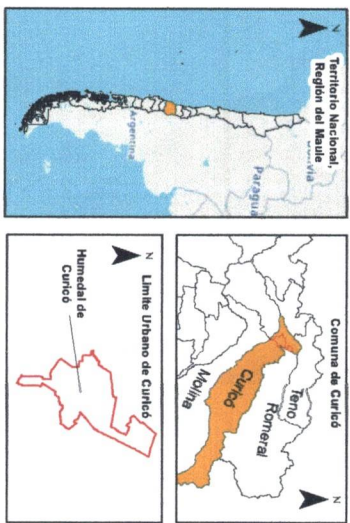 Territorio Nacional,
Región del Maule
N
Argentina
Paragua
Comuna de Curicó
N
Teno
Romeral
Curicó
Molina
Límite Urbano de Curicó
N
Humedal de
Curicó